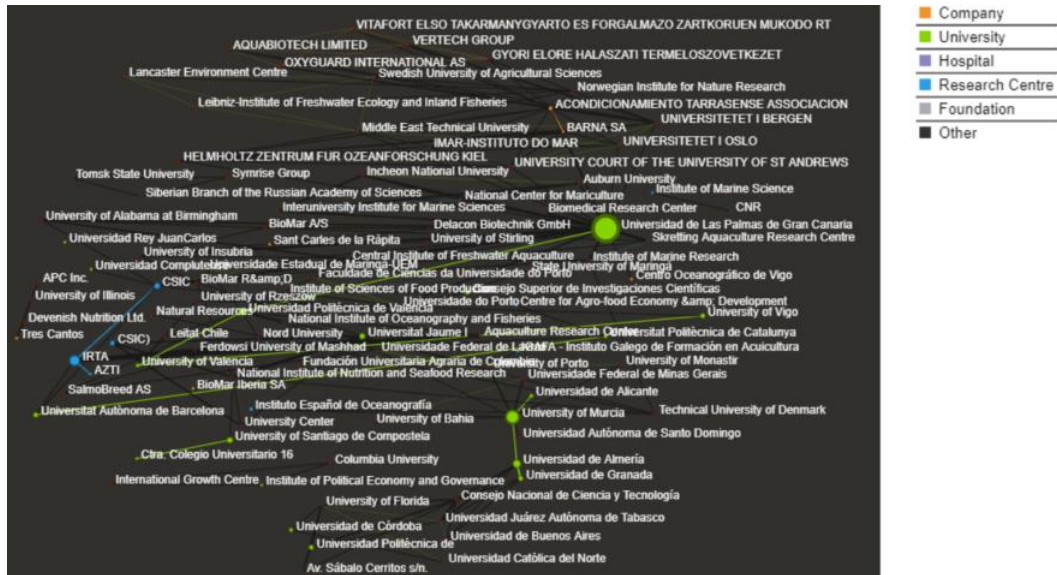 VITAFORT ELSO TAKARMANYGYARTO ES FORGALMAZO ZARTKORUEN MUKODO RT
VERTECH GROUP
AQUABIOTECH LIMITED
GYORI ELORE HALASZATI TERMELOSZOVETKEZET
OXYGUARD INTERNATIONAL AS
Lancaster Environment Centre
Swedish University of Agricultural Sciences
Norwegian Institute for Nature Research
Leibniz-Institute of Freshwater Ecology and Inland Fisheries
ACONDICIONAMIENTO TARRASENSE ASSOCIACION
UNIVERSITETET I BERGEN
Middle East Technical University
BARNA SA
IMAR-INSTITUTO DO MAR
UNIVERSITETET I OSLO
HELMHOLTZ ZENTRUM FUR OZEANFORSCHUNG KIEL
UNIVERSITY COURT OF THE UNIVERSITY OF ST ANDREWS
Tomsk State University
Symrise Group
Incheon National University
Auburn University
Siberian Branch of the Russian Academy of Sciences
National Center for Mariculture
Institute of Marine Science
Interuniversity Institute for Marine Sciences
Biomedical Research Center
CNR
University of Alabama at Birmingham
BioMar A/S
Delacon Biotechnik GmbH
Universidad de Las Palmas de Gran Canaria
Universidad Rey JuanCarlos
Sant Carles de la Ràpita
University of Stirling
Skretting Aquaculture Research Centre
University of Insubria
Central Institute of Freshwater Aquaculture
Institute of Marine Research
Universidad Complutense
Universidade Estadual de Maringá-UEM
State University of Maringá
Faculdade de Ciências da Universidade do Porto
Centro Oceanográfico de Vigo
APC Inc.
CSIC
BioMar R&amp;D
Institute of Sciences of Food Production
Consejo Superior de Investigaciones Científicas
University of Illinois
University of Rzeszow
Universidade do Porto
Centre for Agro-food Economy &amp; Development
Natural Resources
Universidad Politécnica de Valencia
University of Vigo
Devenish Nutrition Ltd.
National Institute of Oceanography and Fisheries
Tres Cantos
CSIC)
Leitat Chile
Nord University
Universitat Jaume I
Aquaculture Research Centre
Universitat Politècnica de Catalunya
Ferdowsi University of Mashhad
Universidade Federal de
IGAFA - Instituto Galego de Formación en Acuicultura
IRTA
University of Valencia
Fundación Universitaria Agraria de Colombia
University of Porto
University of Monastir
AZTI
National Institute of Nutrition and Seafood Research
Universidade Federal de Minas Gerais
SalmoBreed AS
BioMar Iberia SA
Universidad de Alicante
Universitat Autònoma de Barcelona
Instituto Español de Oceanografía
University of Bahia
University of Murcia
Technical University of Denmark
University Center
University of Santiago de Compostela
Universidad Autónoma de Santo Domingo
Ctra. Colegio Universitario 16
Columbia University
Universidad de Almería
International Growth Centre
Institute of Political Economy and Governance
Universidad de Granada
University of Florida
Consejo Nacional de Ciencia y Tecnología
Universidad de Córdoba
Universidad Juárez Autónoma de Tabasco
Universidad de Buenos Aires
Universidad Politécnica de
Universidad Católica del Norte
Av. Sábalo Cerritos s/n.
Company
University
Hospital
Research Centre
Foundation
Other